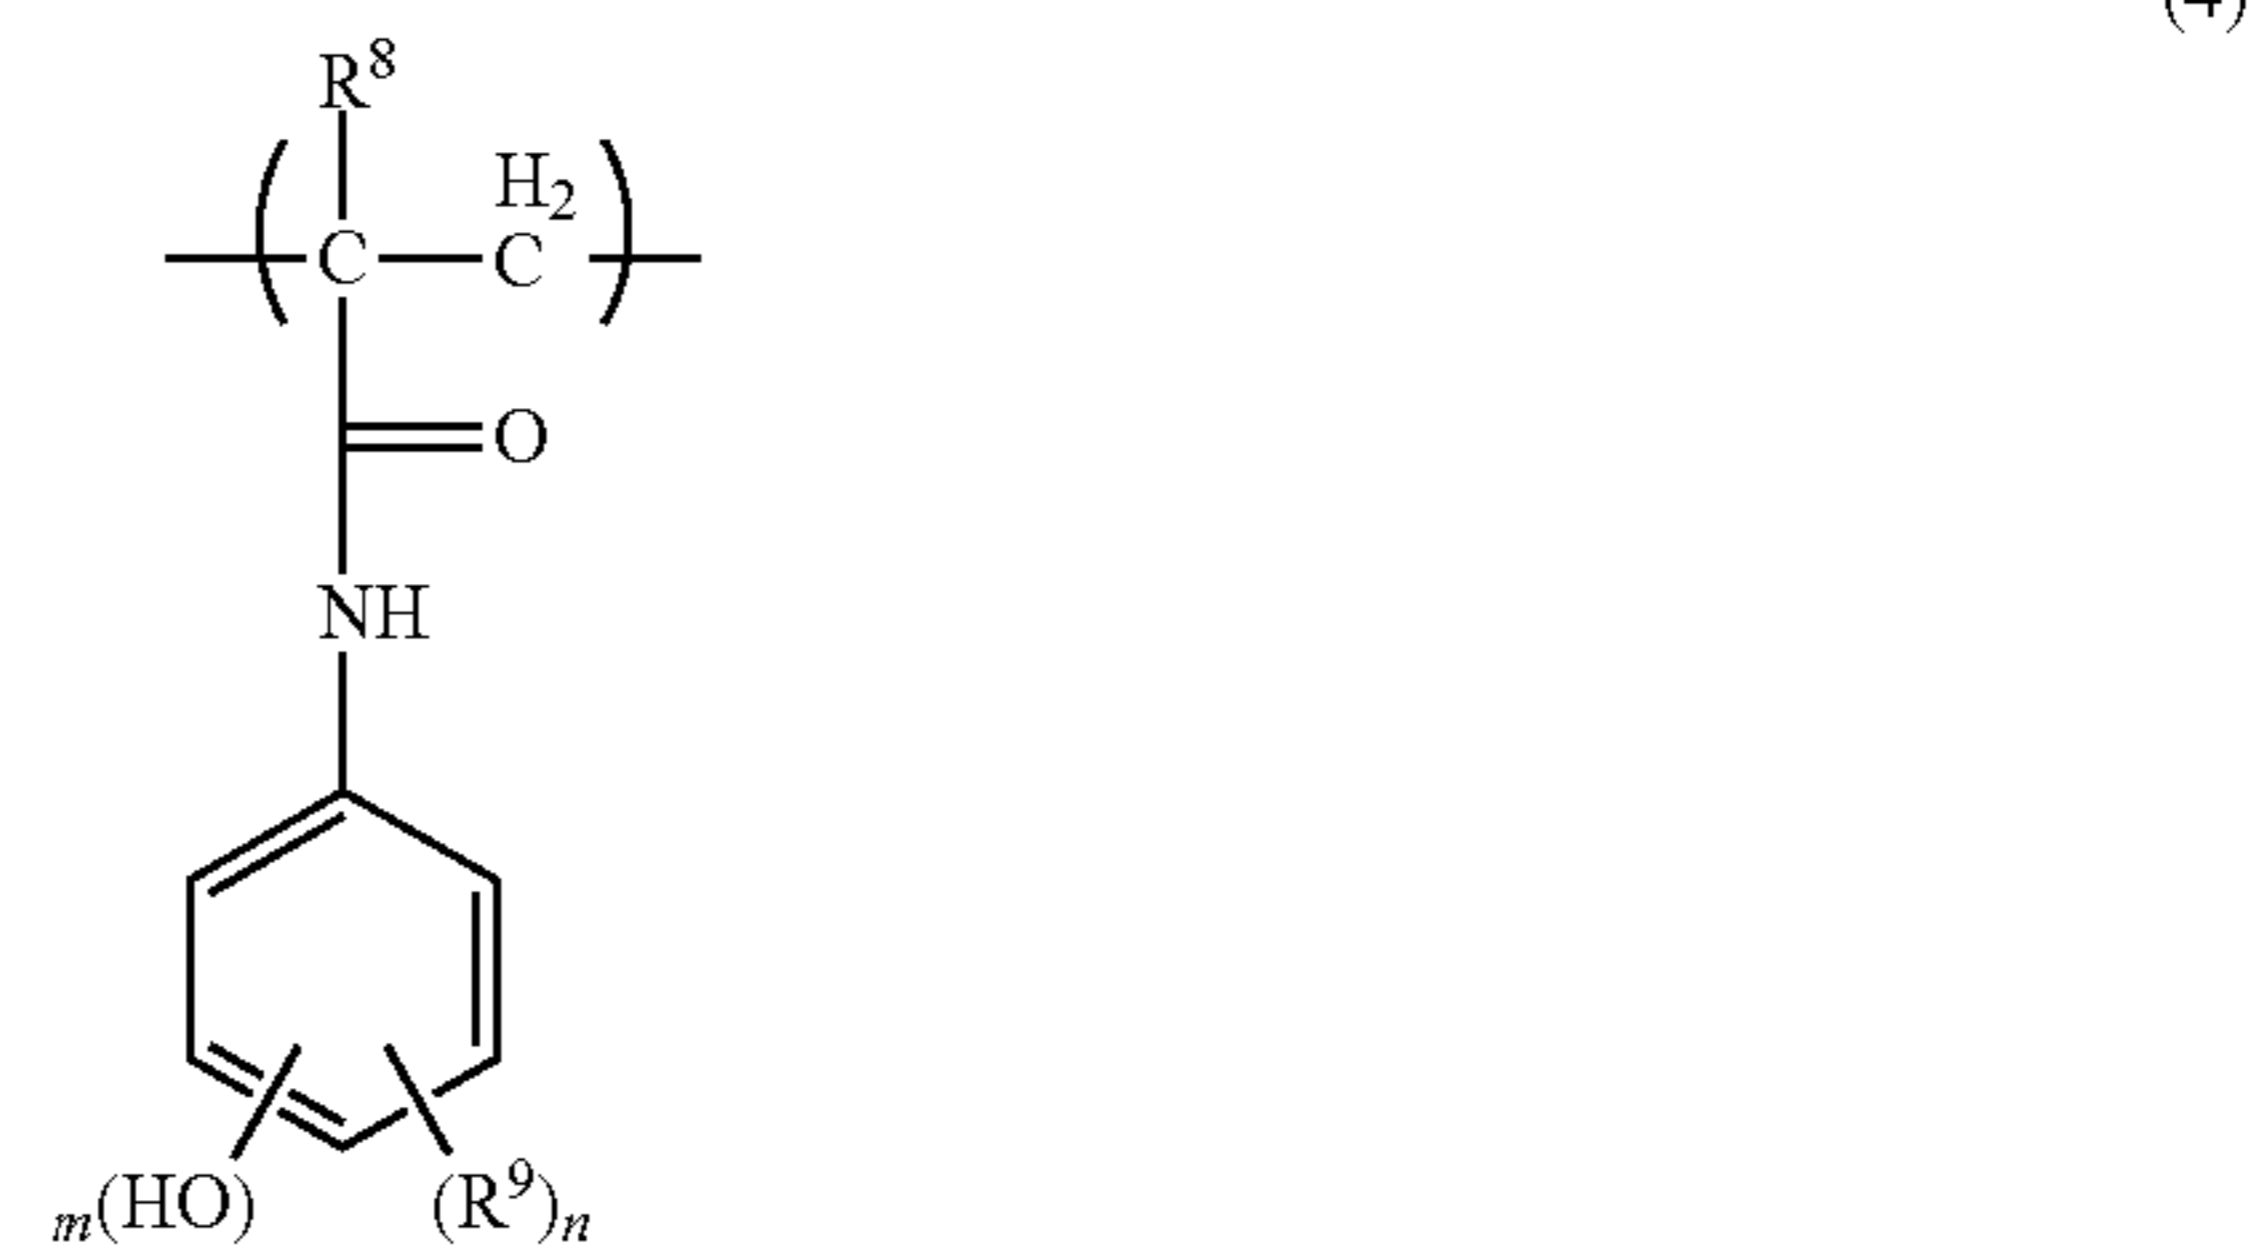 (4)
R⁸
H₂
C C
O
NH
m(HO) (R⁹)n